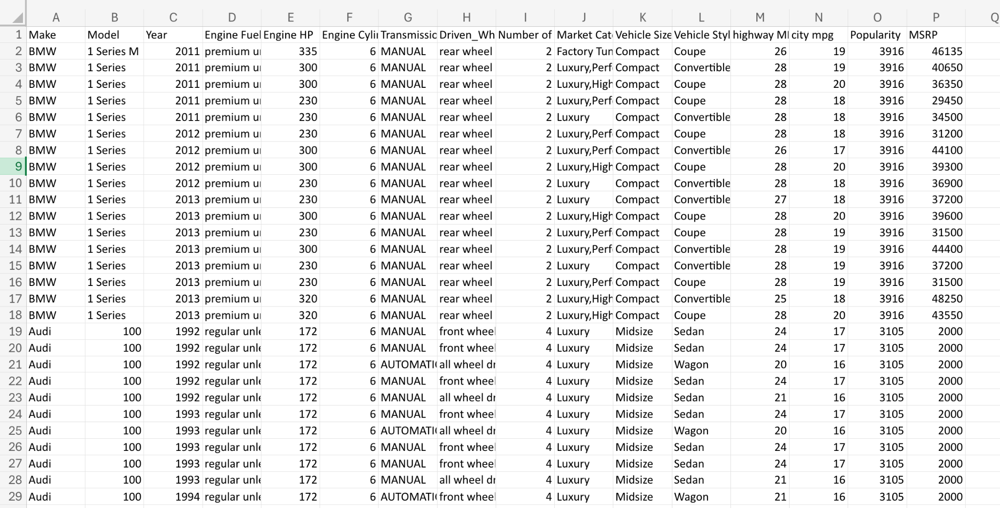 A B C D E F G H I J K L M N O P Q
1 Make Model Year Engine Fuel Engine HP Engine Cyli Transmissio Driven_Wh Number of Market Cat Vehicle Size Vehicle Styl highway M city mpg Popularity MSRP
2 BMW 1 Series M 2011 premium u 335 6 MANUAL rear wheel 2 Factory Tun Compact Coupe 26 19 3916 46135
3 BMW 1 Series 2011 premium u 300 6 MANUAL rear wheel 2 Luxury,Perf Compact Convertible 28 19 3916 40650
4 BMW 1 Series 2011 premium u 300 6 MANUAL rear wheel 2 Luxury,High Compact Coupe 28 20 3916 36350
5 BMW 1 Series 2011 premium u 230 6 MANUAL rear wheel 2 Luxury,Perf Compact Coupe 28 18 3916 29450
6 BMW 1 Series 2011 premium u 230 6 MANUAL rear wheel 2 Luxury Compact Convertible 28 18 3916 34500
7 BMW 1 Series 2012 premium u 230 6 MANUAL rear wheel 2 Luxury,Perf Compact Coupe 28 18 3916 31200
8 BMW 1 Series 2012 premium u 300 6 MANUAL rear wheel 2 Luxury,Perf Compact Convertible 26 17 3916 44100
9 BMW 1 Series 2012 premium u 300 6 MANUAL rear wheel 2 Luxury,High Compact Coupe 28 20 3916 39300
10 BMW 1 Series 2012 premium u 230 6 MANUAL rear wheel 2 Luxury Compact Convertible 28 18 3916 36900
11 BMW 1 Series 2013 premium u 230 6 MANUAL rear wheel 2 Luxury Compact Convertible 27 18 3916 37200
12 BMW 1 Series 2013 premium u 300 6 MANUAL rear wheel 2 Luxury,High Compact Coupe 28 20 3916 39600
13 BMW 1 Series 2013 premium u 230 6 MANUAL rear wheel 2 Luxury,Perf Compact Coupe 28 19 3916 31500
14 BMW 1 Series 2013 premium u 300 6 MANUAL rear wheel 2 Luxury,Perf Compact Convertible 28 19 3916 44400
15 BMW 1 Series 2013 premium u 230 6 MANUAL rear wheel 2 Luxury Compact Convertible 28 19 3916 37200
16 BMW 1 Series 2013 premium u 230 6 MANUAL rear wheel 2 Luxury,Perf Compact Coupe 28 19 3916 31500
17 BMW 1 Series 2013 premium u 320 6 MANUAL rear wheel 2 Luxury,High Compact Convertible 25 18 3916 48250
18 BMW 1 Series 2013 premium u 320 6 MANUAL rear wheel 2 Luxury,High Compact Coupe 28 20 3916 43550
19 Audi 100 1992 regular unle 172 6 MANUAL front wheel 4 Luxury Midsize Sedan 24 17 3105 2000
20 Audi 100 1992 regular unle 172 6 MANUAL front wheel 4 Luxury Midsize Sedan 24 17 3105 2000
21 Audi 100 1992 regular unle 172 6 AUTOMATI all wheel dr 4 Luxury Midsize Wagon 20 16 3105 2000
22 Audi 100 1992 regular unle 172 6 MANUAL front wheel 4 Luxury Midsize Sedan 24 17 3105 2000
23 Audi 100 1992 regular unle 172 6 MANUAL all wheel dr 4 Luxury Midsize Sedan 21 16 3105 2000
24 Audi 100 1993 regular unle 172 6 MANUAL front wheel 4 Luxury Midsize Sedan 24 17 3105 2000
25 Audi 100 1993 regular unle 172 6 AUTOMATI all wheel dr 4 Luxury Midsize Wagon 20 16 3105 2000
26 Audi 100 1993 regular unle 172 6 MANUAL front wheel 4 Luxury Midsize Sedan 24 17 3105 2000
27 Audi 100 1993 regular unle 172 6 MANUAL front wheel 4 Luxury Midsize Sedan 24 17 3105 2000
28 Audi 100 1993 regular unle 172 6 MANUAL all wheel dr 4 Luxury Midsize Sedan 21 16 3105 2000
29 Audi 100 1994 regular unle 172 6 AUTOMATI front wheel 4 Luxury Midsize Wagon 21 16 3105 2000